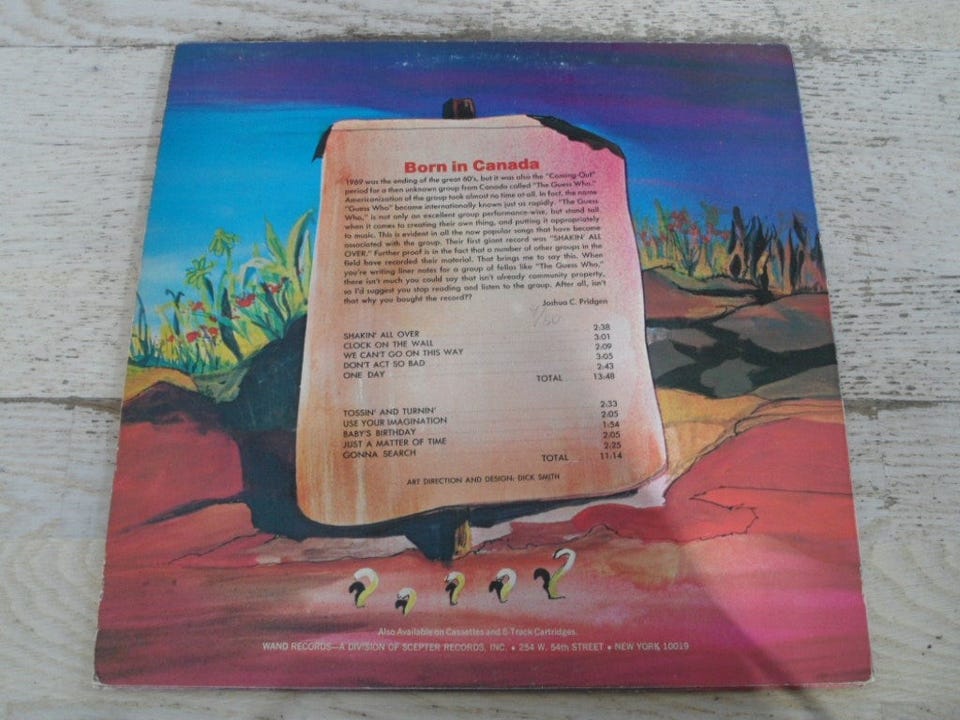 Born in Canada
1969 was the ending of the great 60's, but it was also the "Coming-Out"
period for a then unknown group from Canada called "The Guess Who."
Americanization of the group took almost no time at all. In fact, the name
"Guess Who" became internationally known just as rapidly. "The Guess
Who," is not only an excellent group performance-wise, but stand tall
when it comes to creating their own thing, and putting it appropriately
to music. This is evident in all the now popular songs that have become
associated with the group. Their first giant record was "SHAKIN' ALL
OVER." Further proof is in the fact that a number of other groups in the
field have recorded their material. That brings me to say this. When
you're writing liner notes for a group of fellas like "The Guess Who,"
there isn't much you could say that isn't already community property,
so I'd suggest you stop reading and listen to the group. After all, isn't
that why you bought the record??
Joshua C. Pridgen
SHAKIN' ALL OVER 2:38
CLOCK ON THE WALL 3:01
WE CAN'T GO ON THIS WAY 2:09
DON'T ACT SO BAD 3:05
ONE DAY 2:43
TOTAL 13:48
TOSSIN' AND TURNIN' 2:33
USE YOUR IMAGINATION 2:05
BABY'S BIRTHDAY 1:54
JUST A MATTER OF TIME 2:05
GONNA SEARCH 2:25
TOTAL 11:14
ART DIRECTION AND DESIGN: DICK SMITH
Also Available on Cassettes and 8-Track Cartridges.
WAND RECORDS—A DIVISION OF SCEPTER RECORDS, INC. • 254 W. 54th STREET • NEW YORK 10019